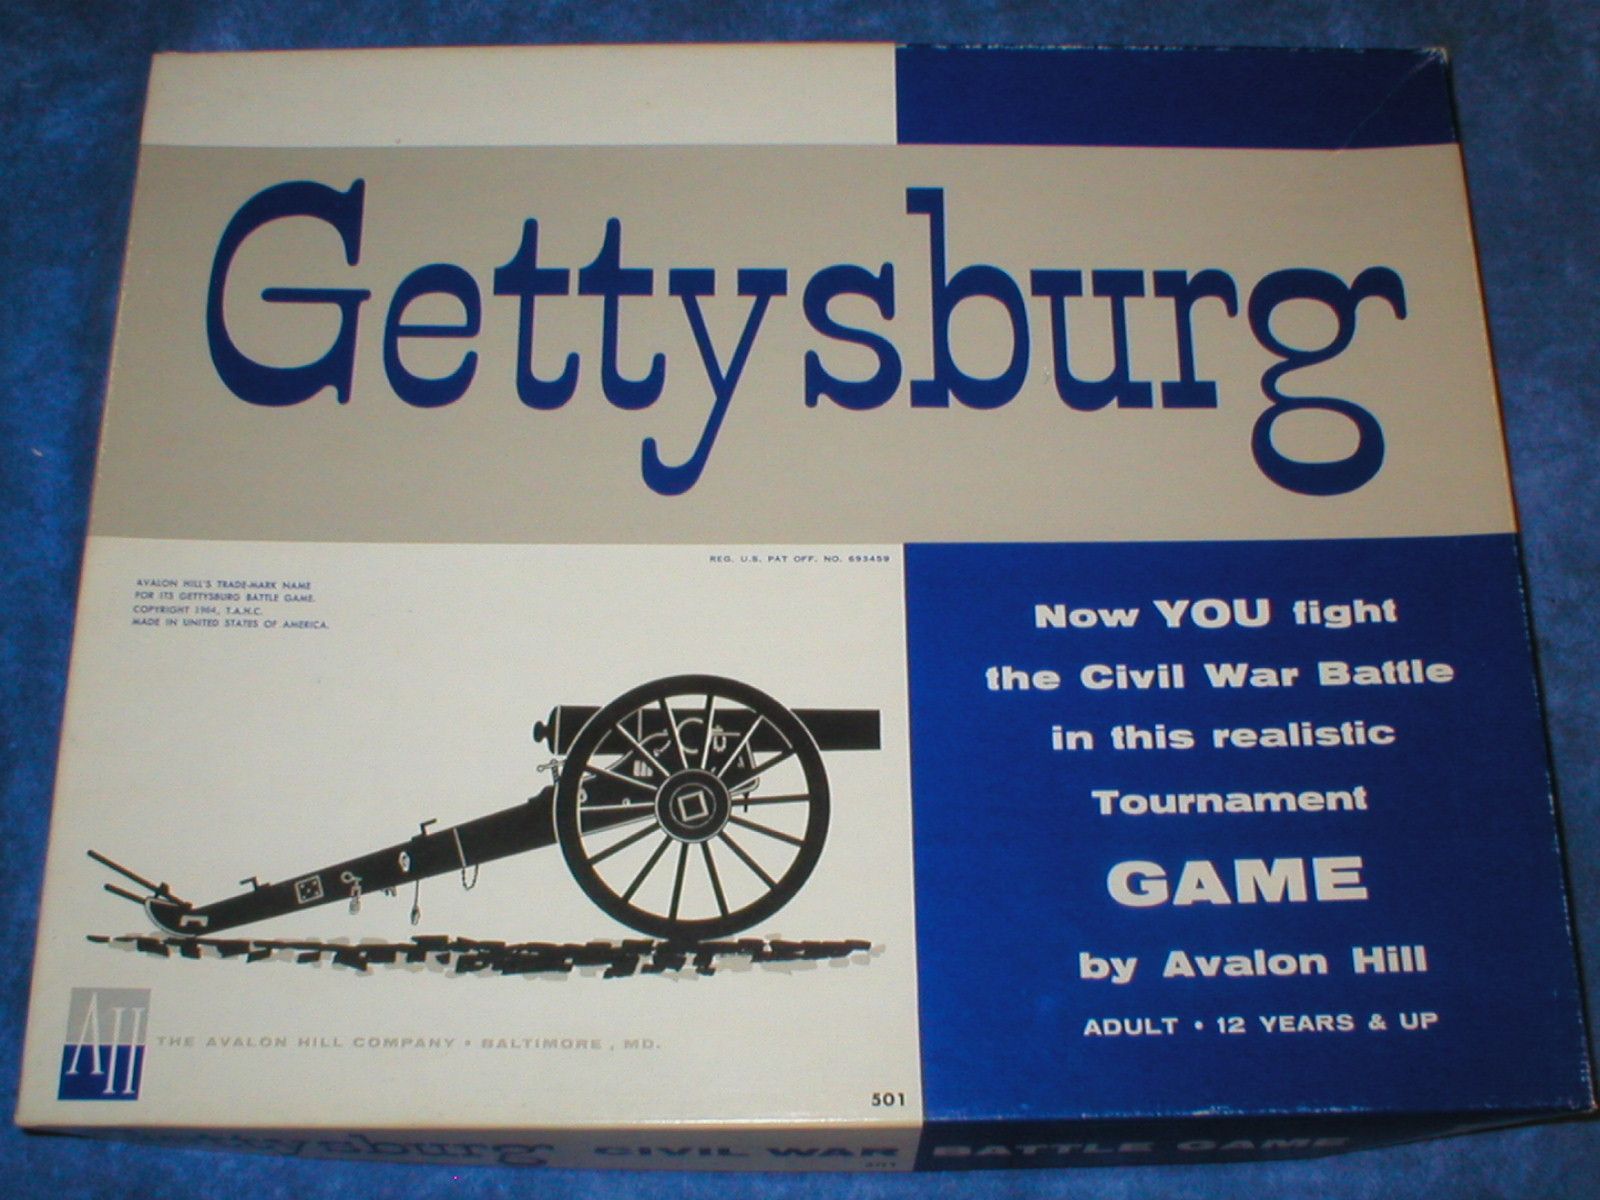 Gettysburg
REG. U.S. PAT OFF. NO. 693459
AVALON HILL'S TRADE-MARK NAME
FOR ITS GETTYSBURG BATTLE GAME.
COPYRIGHT 1964, T.A.H.C.
MADE IN UNITED STATES OF AMERICA.
Now YOU fight
the Civil War Battle
in this realistic
Tournament
GAME
by Avalon Hill
ADULT • 12 YEARS & UP
AH
THE AVALON HILL COMPANY • BALTIMORE, MD.
501
Gettysburg CIVIL WAR BATTLE GAME
501